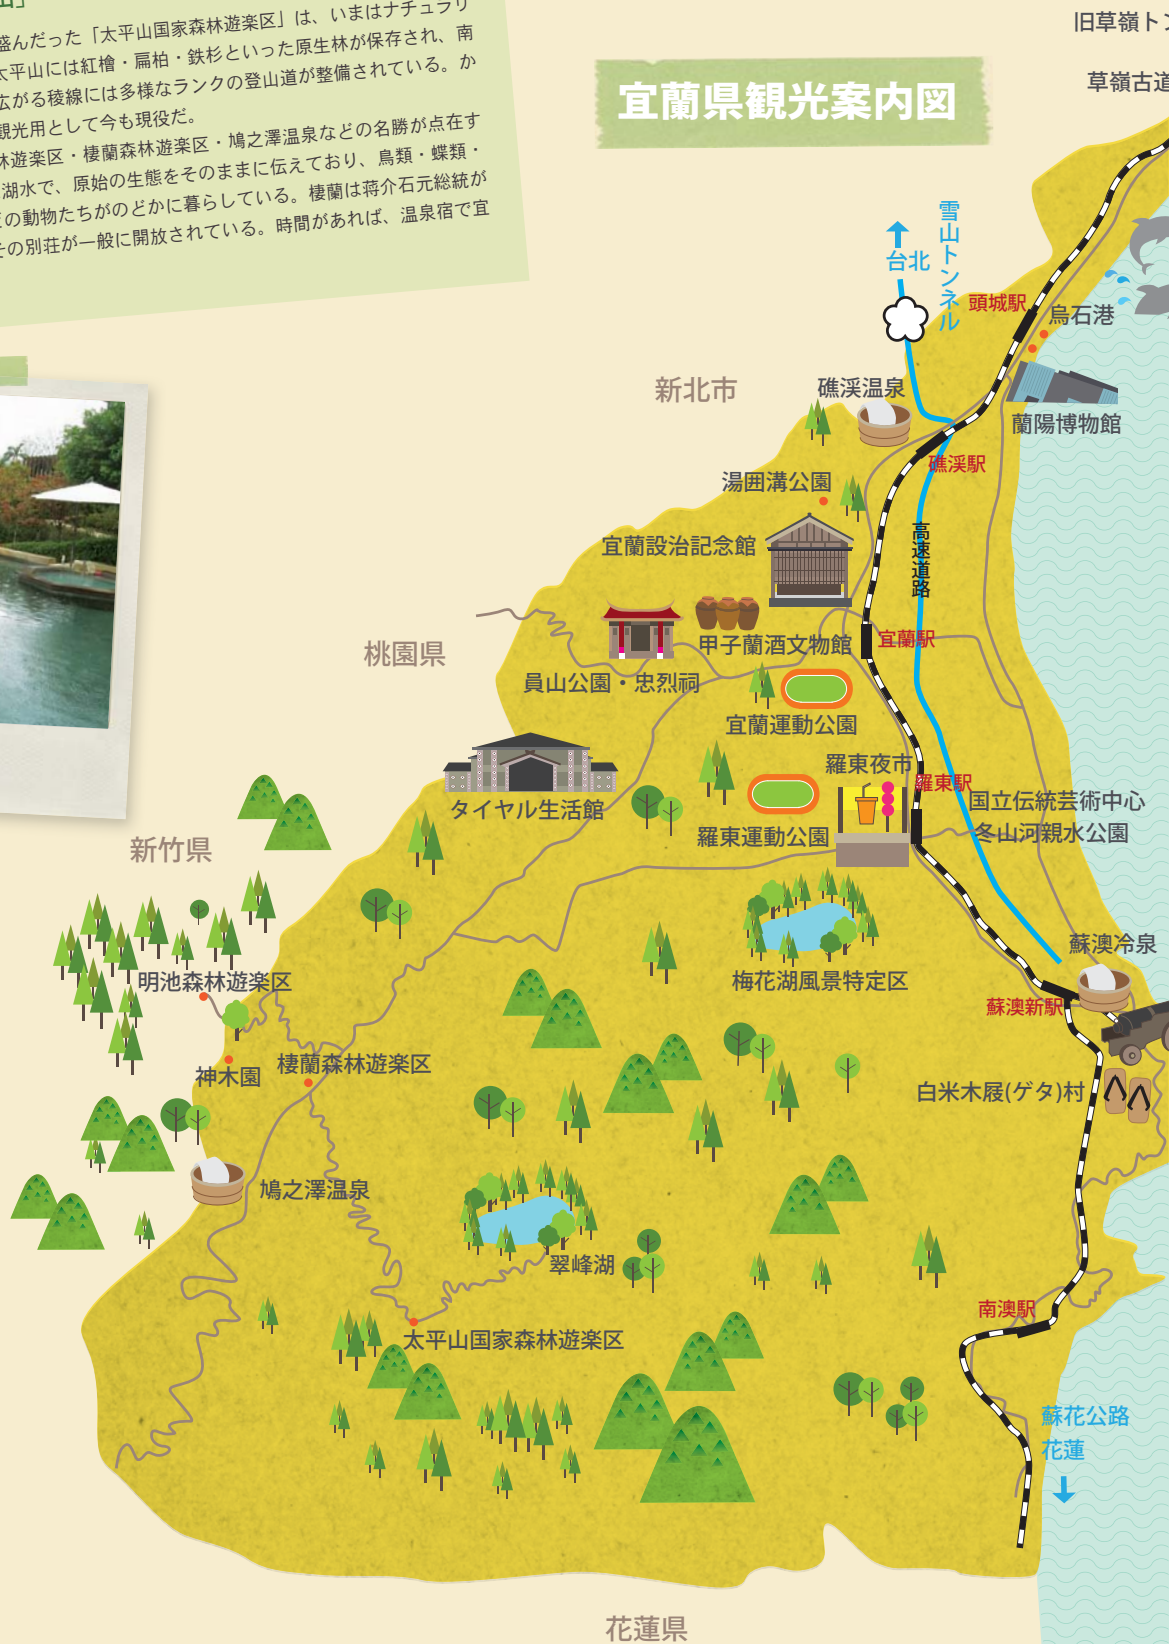 山」
盛んだった「太平山国家森林遊楽区」は、いまはナチュラリ
太平山には紅檜・扁柏・鉄杉といった原生林が保存され、南
広がる稜線には多様なランクの登山道が整備されている。か
観光用として今も現役だ。
林遊楽区・棲蘭森林遊楽区・鳩之澤温泉などの名勝が点在す
湖水で、原始の生態をそのままに伝えており、鳥類・蝶類・
の動物たちがのどかに暮らしている。棲蘭は蒋介石元総統が
その別荘が一般に開放されている。時間があれば、温泉宿で宜
旧草嶺ト
草嶺古道
宜蘭県観光案内図
雪山トンネル
台北
頭城駅
烏石港
新北市
礁渓温泉
蘭陽博物館
礁渓駅
湯囲溝公園
高速道路
宜蘭設治記念館
甲子蘭酒文物館
宜蘭駅
桃園県
員山公園・忠烈祠
宜蘭運動公園
羅東夜市
羅東駅
タイヤル生活館
国立伝統芸術中心
冬山河親水公園
羅東運動公園
新竹県
蘇澳冷泉
明池森林遊楽区
梅花湖風景特定区
蘇澳新駅
神木園
棲蘭森林遊楽区
白米木屐(ゲタ)村
鳩之澤温泉
翠峰湖
南澳駅
太平山国家森林遊楽区
蘇花公路
花蓮
花蓮県